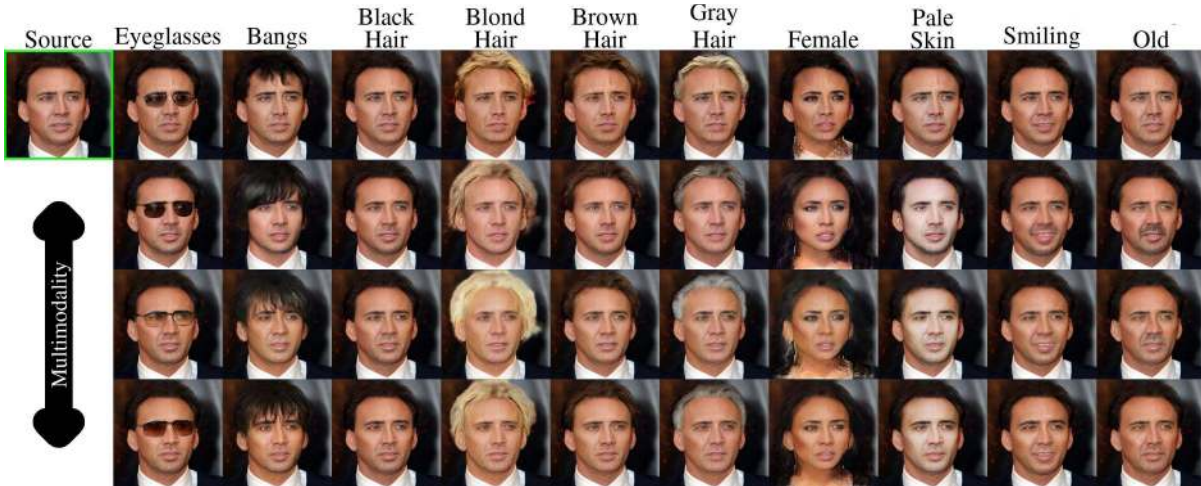 Source
Eyeglasses
Bangs
Black
Hair
Blond
Hair
Brown
Hair
Gray
Hair
Female
Pale
Skin
Smiling
Old
Multimodality